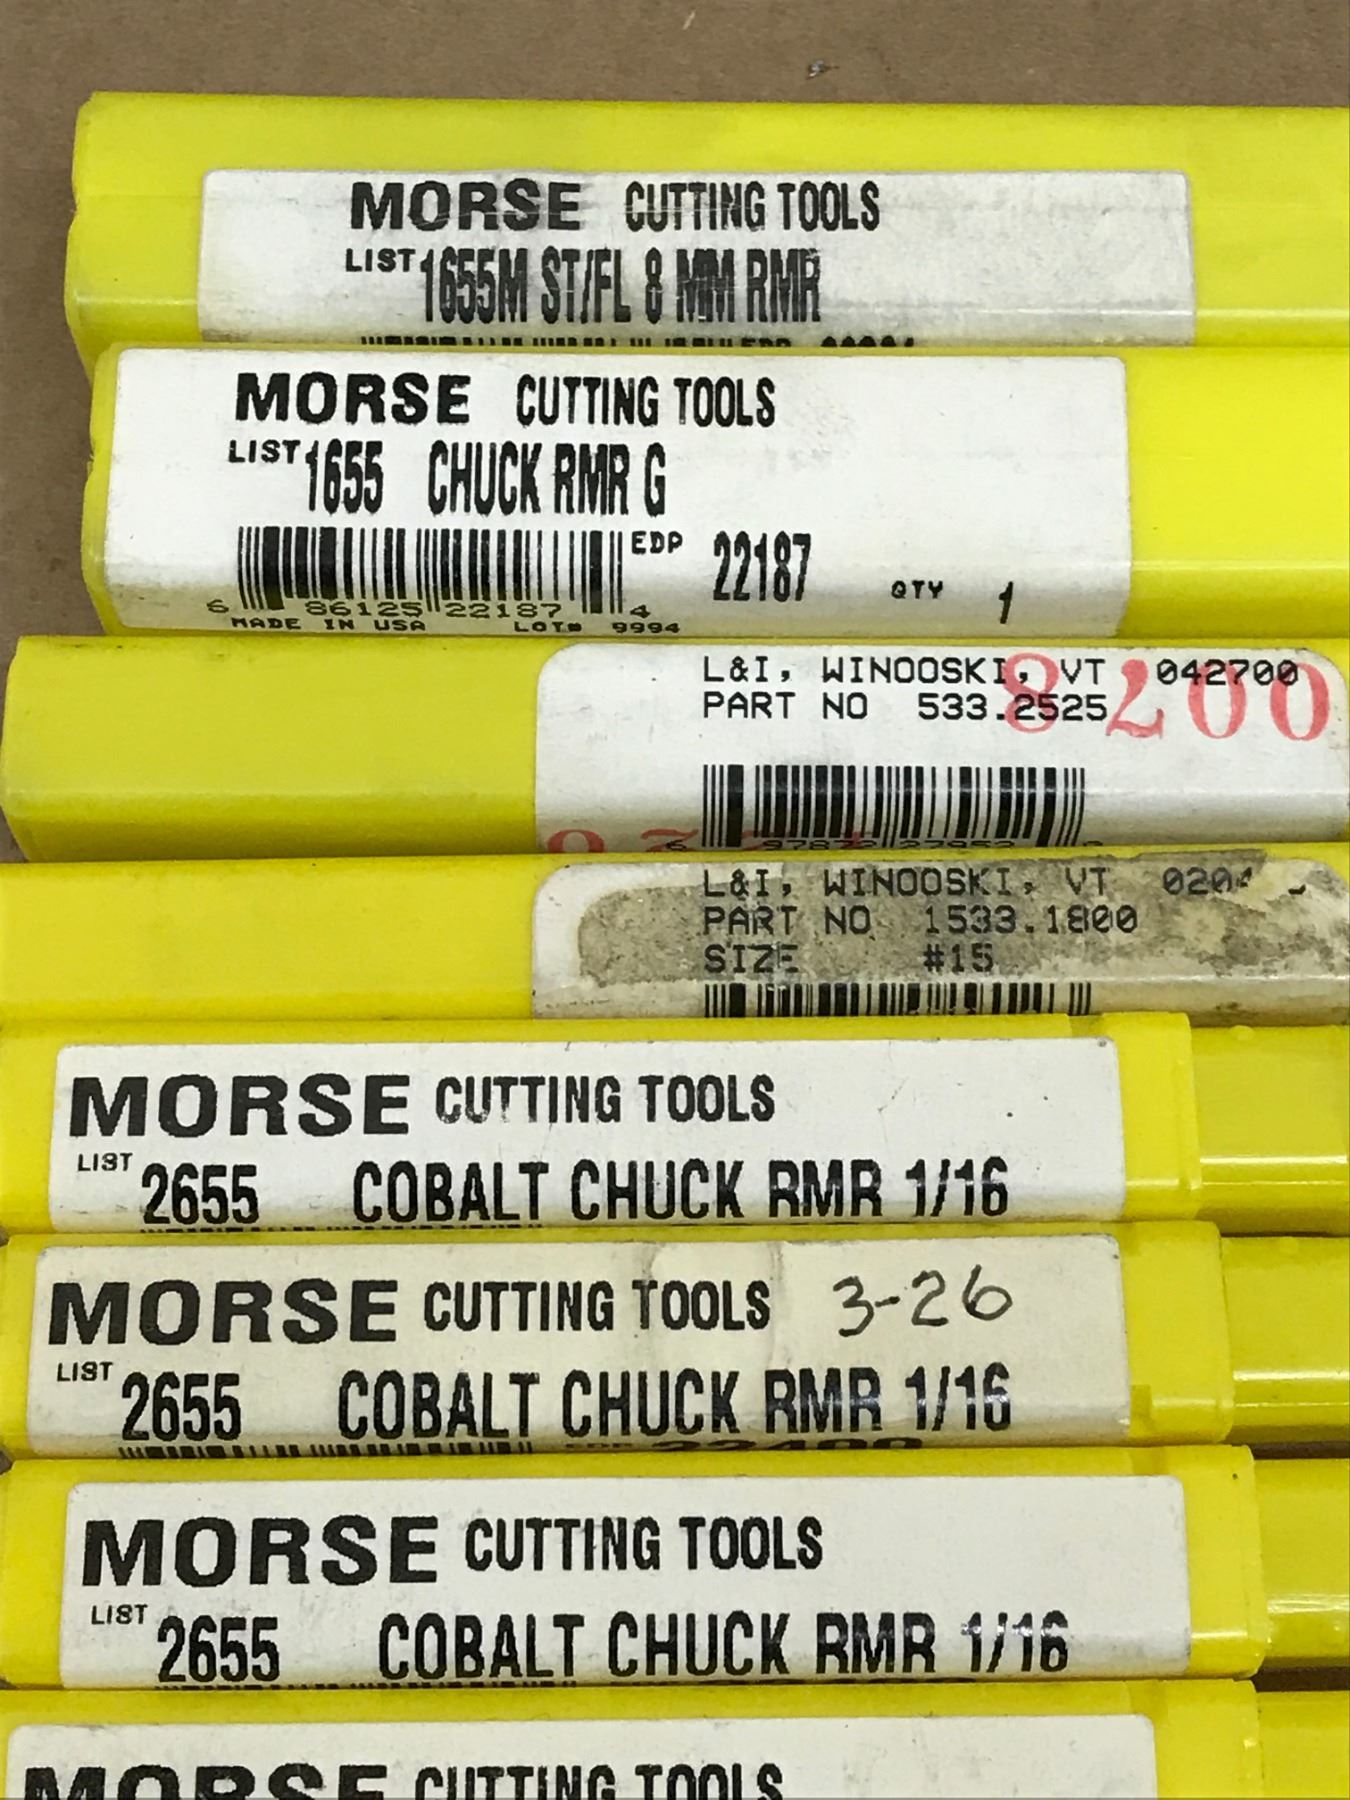 MORSE CUTTING TOOLS
LIST 1655M ST/FL 8 MM RMR
MORSE CUTTING TOOLS
LIST 1655 CHUCK RMR G
EDP 22187 QTY 1
6 86125 22187 4
MADE IN USA LOT# 9994
L&I, WINOOSKI, VT 042700
PART NO 533.2525
8700
L&I, WINOOSKI, VT
PART NO 1533.1800
SIZE #15
MORSE CUTTING TOOLS
LIST 2655 COBALT CHUCK RMR 1/16
MORSE CUTTING TOOLS 3-26
LIST 2655 COBALT CHUCK RMR 1/16
MORSE CUTTING TOOLS
LIST 2655 COBALT CHUCK RMR 1/16
MORSE CUTTING TOOLS